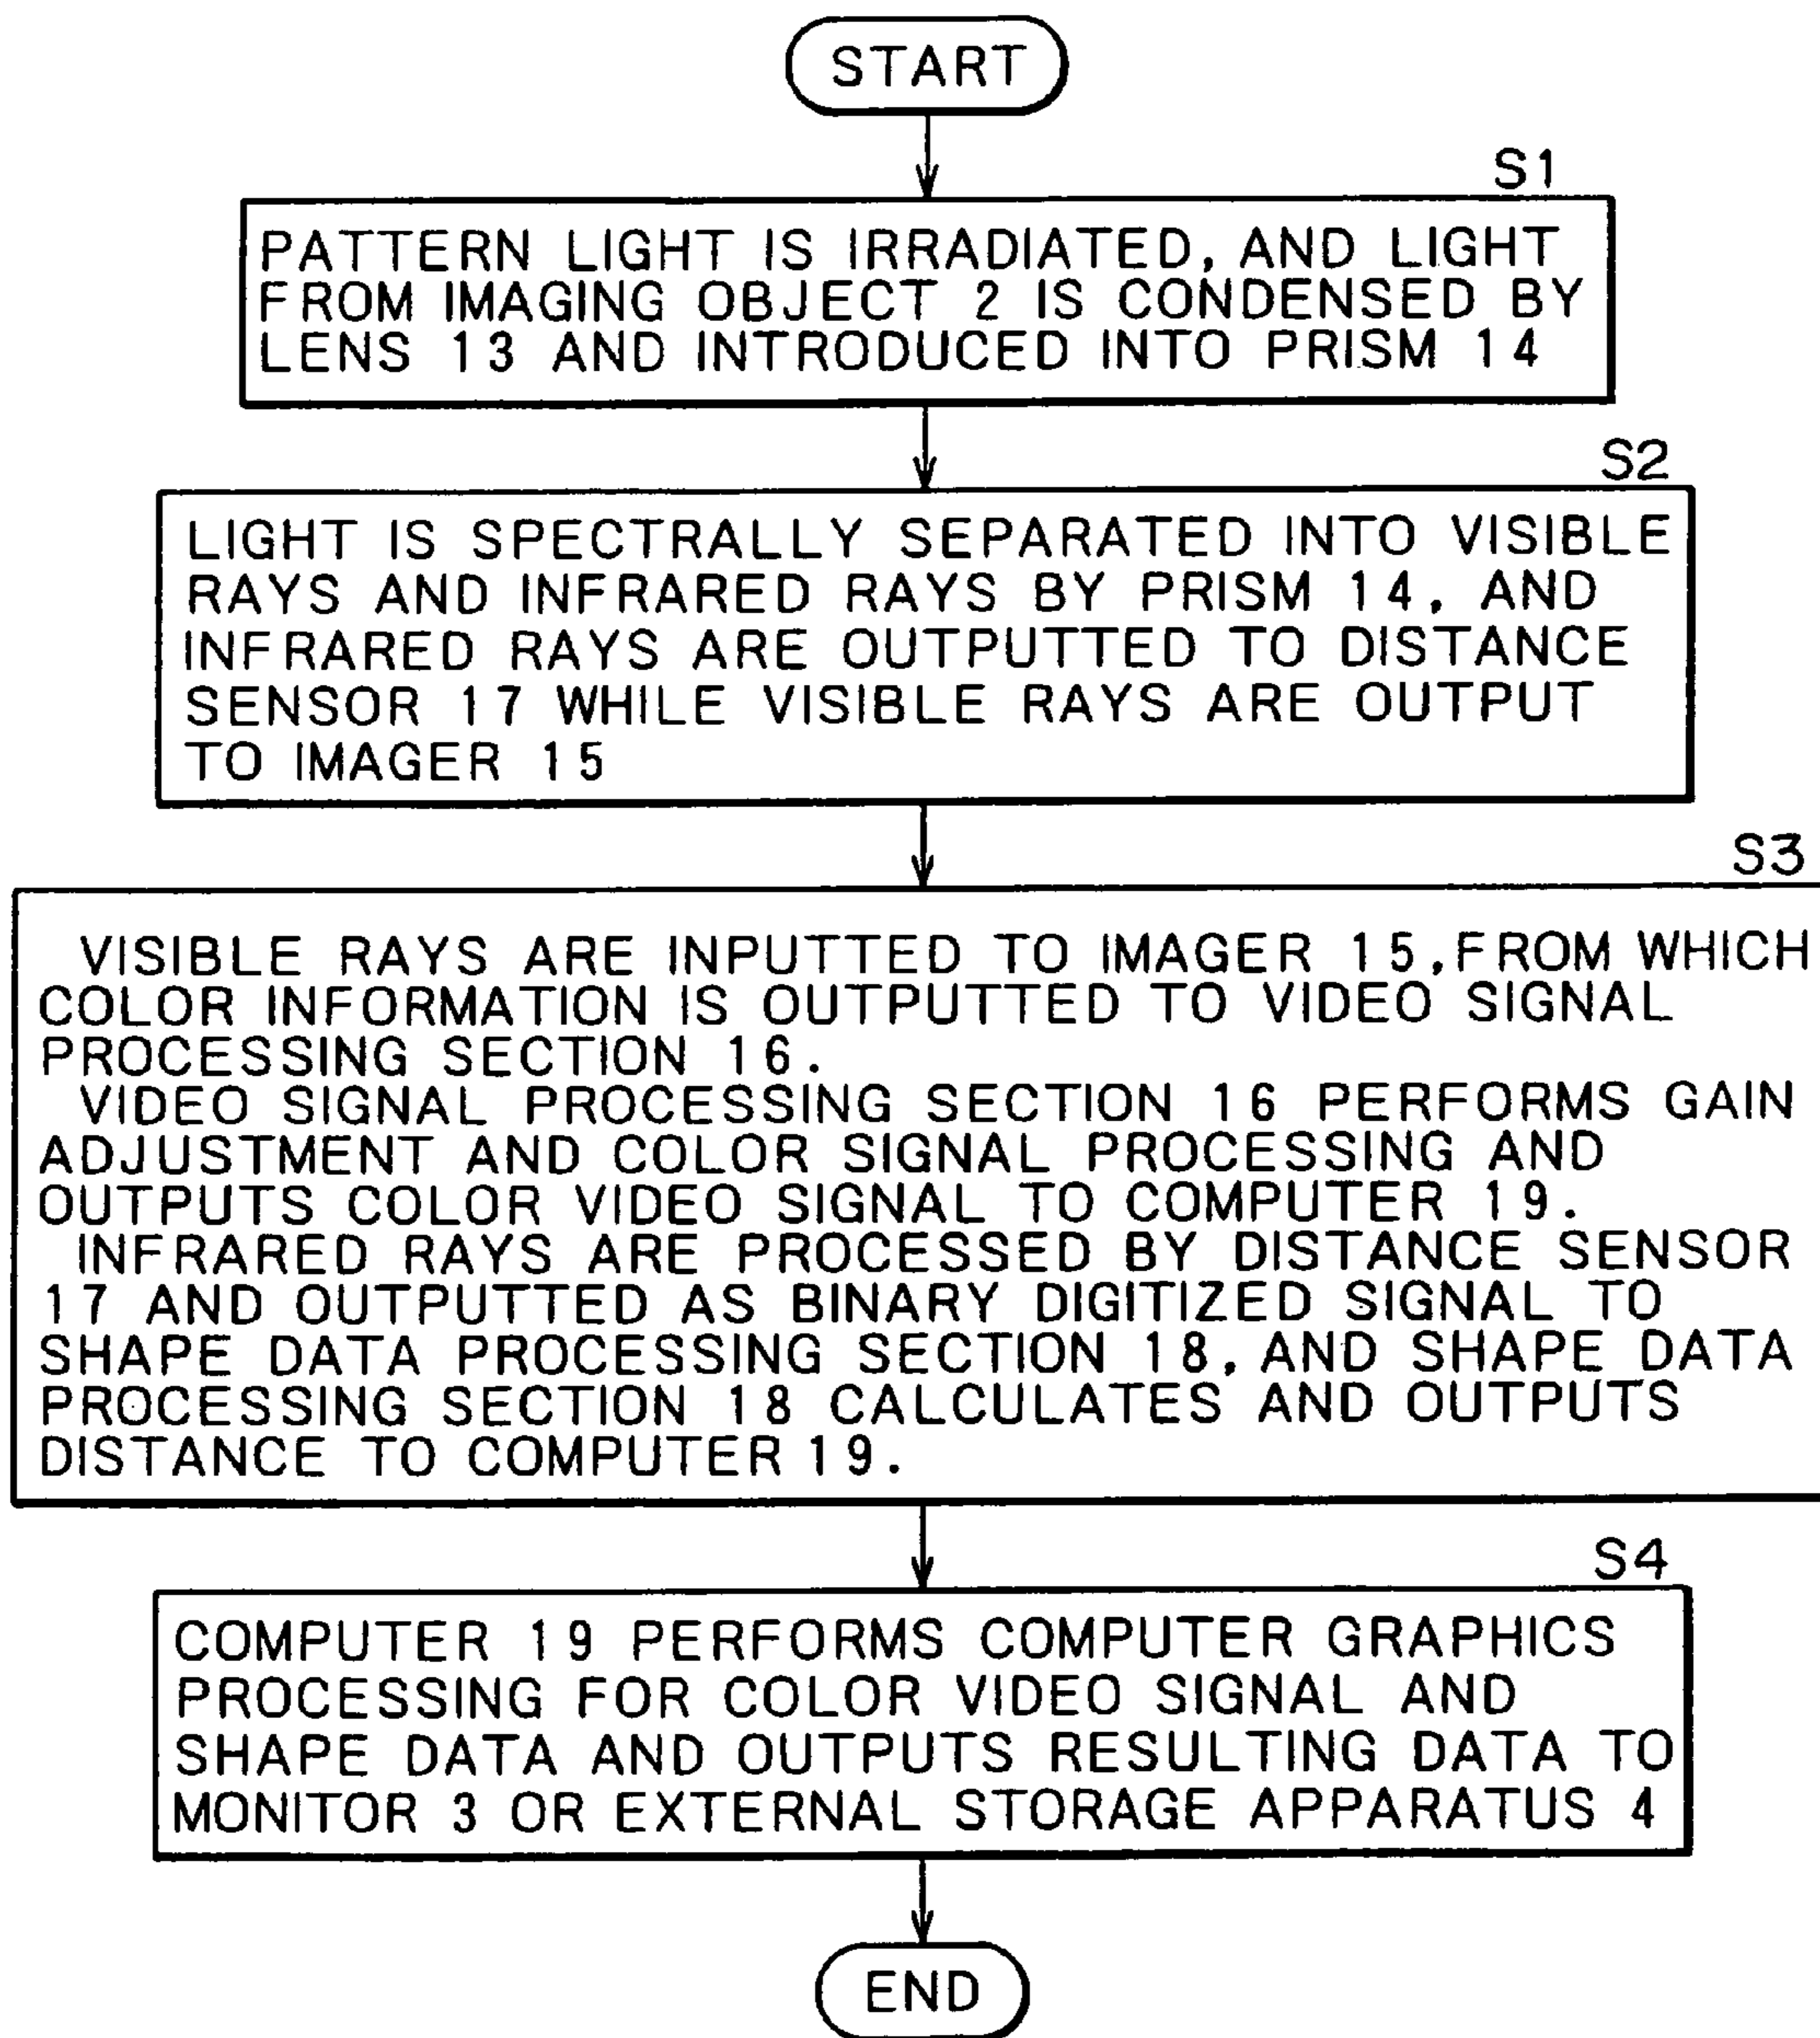 START
S1
PATTERN LIGHT IS IRRADIATED, AND LIGHT
FROM IMAGING OBJECT 2 IS CONDENSED BY
LENS 13 AND INTRODUCED INTO PRISM 14
S2
LIGHT IS SPECTRALLY SEPARATED INTO VISIBLE
RAYS AND INFRARED RAYS BY PRISM 14, AND
INFRARED RAYS ARE OUTPUTTED TO DISTANCE
SENSOR 17 WHILE VISIBLE RAYS ARE OUTPUT
TO IMAGER 15
S3
VISIBLE RAYS ARE INPUTTED TO IMAGER 15, FROM WHICH
COLOR INFORMATION IS OUTPUTTED TO VIDEO SIGNAL
PROCESSING SECTION 16.
VIDEO SIGNAL PROCESSING SECTION 16 PERFORMS GAIN
ADJUSTMENT AND COLOR SIGNAL PROCESSING AND
OUTPUTS COLOR VIDEO SIGNAL TO COMPUTER 19.
INFRARED RAYS ARE PROCESSED BY DISTANCE SENSOR
17 AND OUTPUTTED AS BINARY DIGITIZED SIGNAL TO
SHAPE DATA PROCESSING SECTION 18, AND SHAPE DATA
PROCESSING SECTION 18 CALCULATES AND OUTPUTS
DISTANCE TO COMPUTER 19.
S4
COMPUTER 19 PERFORMS COMPUTER GRAPHICS
PROCESSING FOR COLOR VIDEO SIGNAL AND
SHAPE DATA AND OUTPUTS RESULTING DATA TO
MONITOR 3 OR EXTERNAL STORAGE APPARATUS 4
END